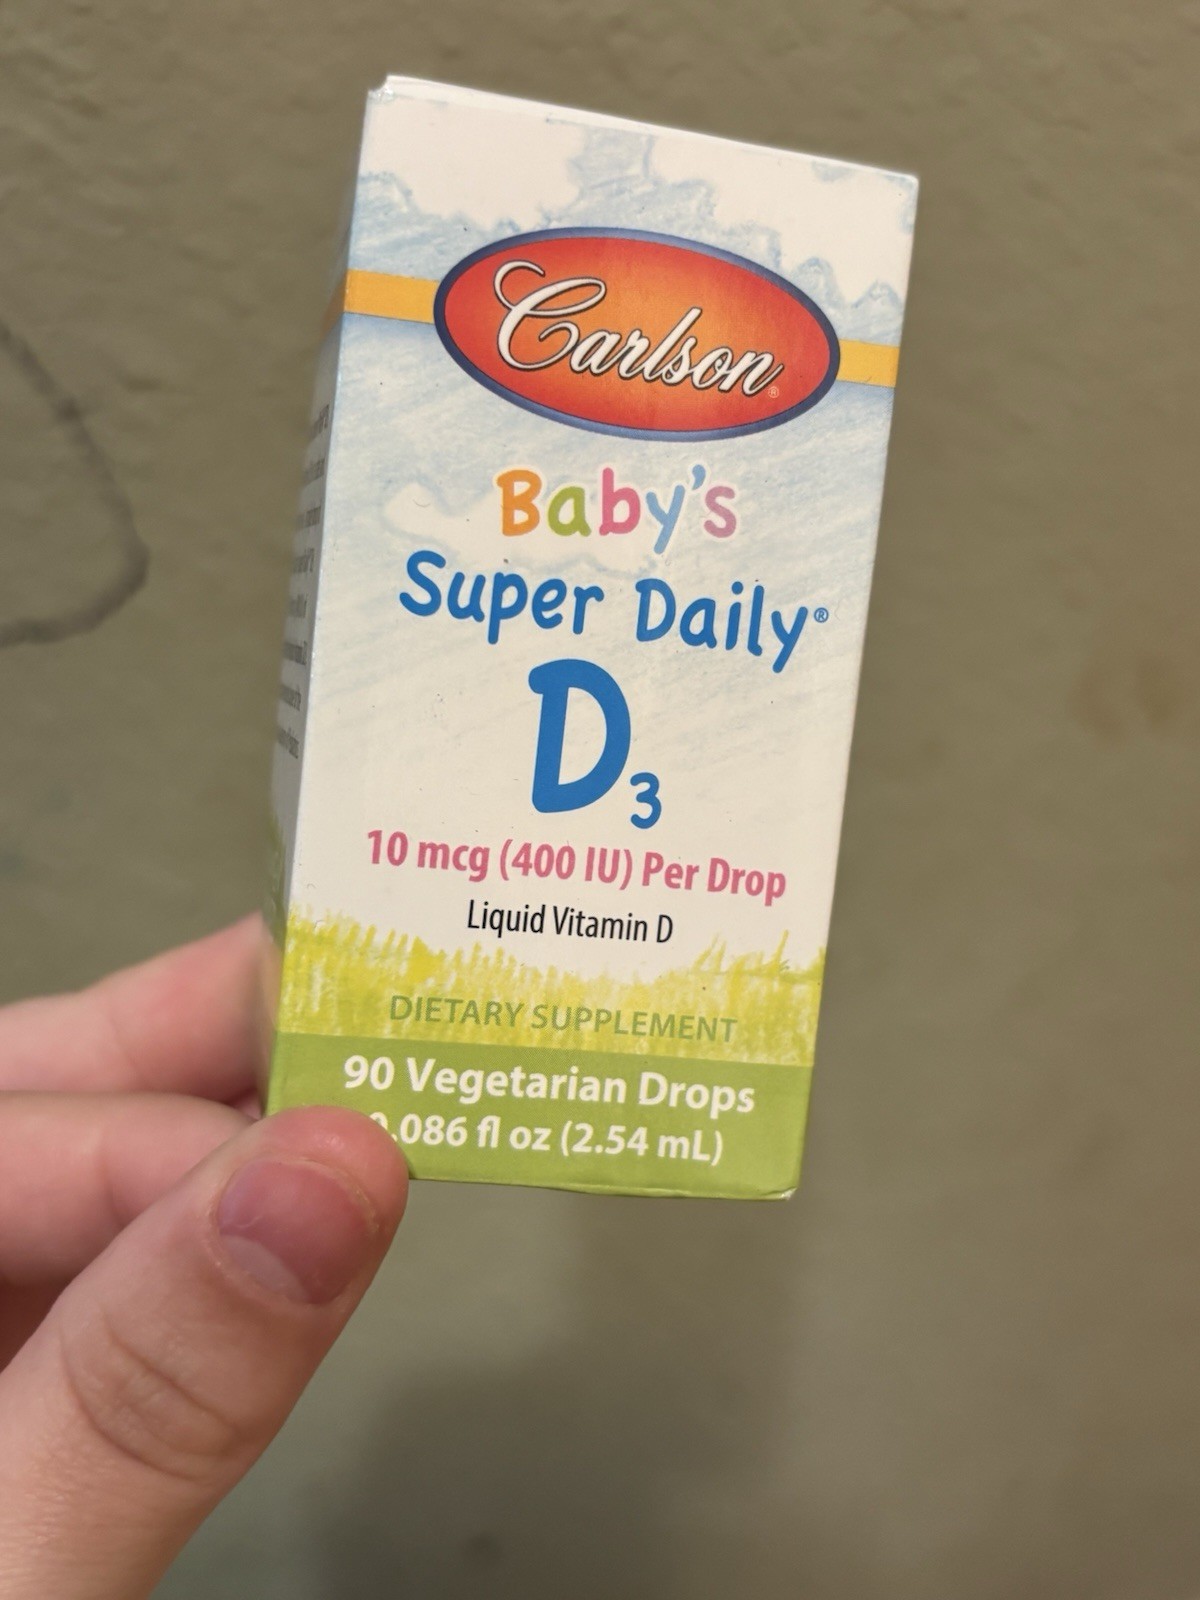 Carlson®
Baby's
Super Daily®
D3
10 mcg (400 IU) Per Drop
Liquid Vitamin D
DIETARY SUPPLEMENT
90 Vegetarian Drops
.086 fl oz (2.54 mL)